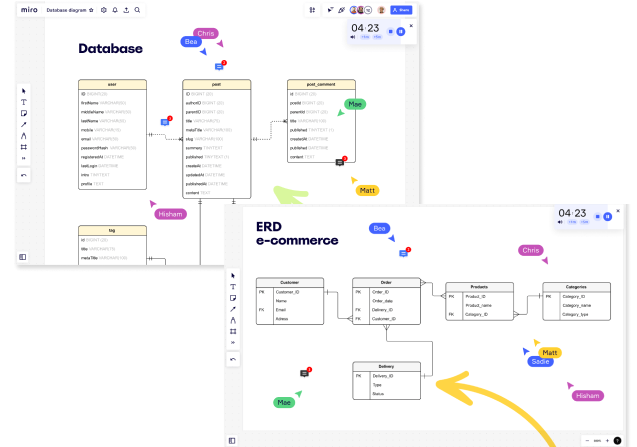 miro Database diagram
+12
Share
04:23
+1m +5m
Database
Chris
Bea
user
id BIGINT (20)
firstName VARCHAR(50)
middleName VARCHAR(50)
lastName VARCHAR(50)
mobile VARCHAR(15)
email VARCHAR(50)
passwordHash VARCHAR(32)
registeredAt DATETIME
lastLogin DATETIME
intro TINYTEXT
profile TEXT
post
ID BIGINT (20)
authorID BIGINT (20)
parentID BIGINT (20)
title VARCHAR(75)
metaTitle VARCHAR(100)
slug VARCHAR(100)
summary TINYTEXT
published TINYTEXT (1)
createdAt DATETIME
updatedAt DATETIME
publishedAt DATETIME
content TEXT
post_comment
id BIGINT (20)
postId BIGINT (20)
parentId BIGINT (20)
title VARCHAR(100)
published TINYTEXT (1)
createdAt DATETIME
published DATETIME
content TEXT
Mae
Matt
Hisham
tag
id BIGINT (20)
title VARCHAR(75)
metaTitle VARCHAR(100)
ERD
e-commerce
04:23
+1m +5m
Bea
Chris
Customer
PK Customer_ID
Name
FK Email
Adress
Order
PK Order_ID
Order_date
FK Delivery_ID
FK Customer_ID
Products
PK Product_ID
Product_name
FK Category_ID
Categories
PK Category_ID
Category_name
Category_type
Matt
Sadie
Delivery
PK Delivery_ID
Type
Status
Mae
Hisham